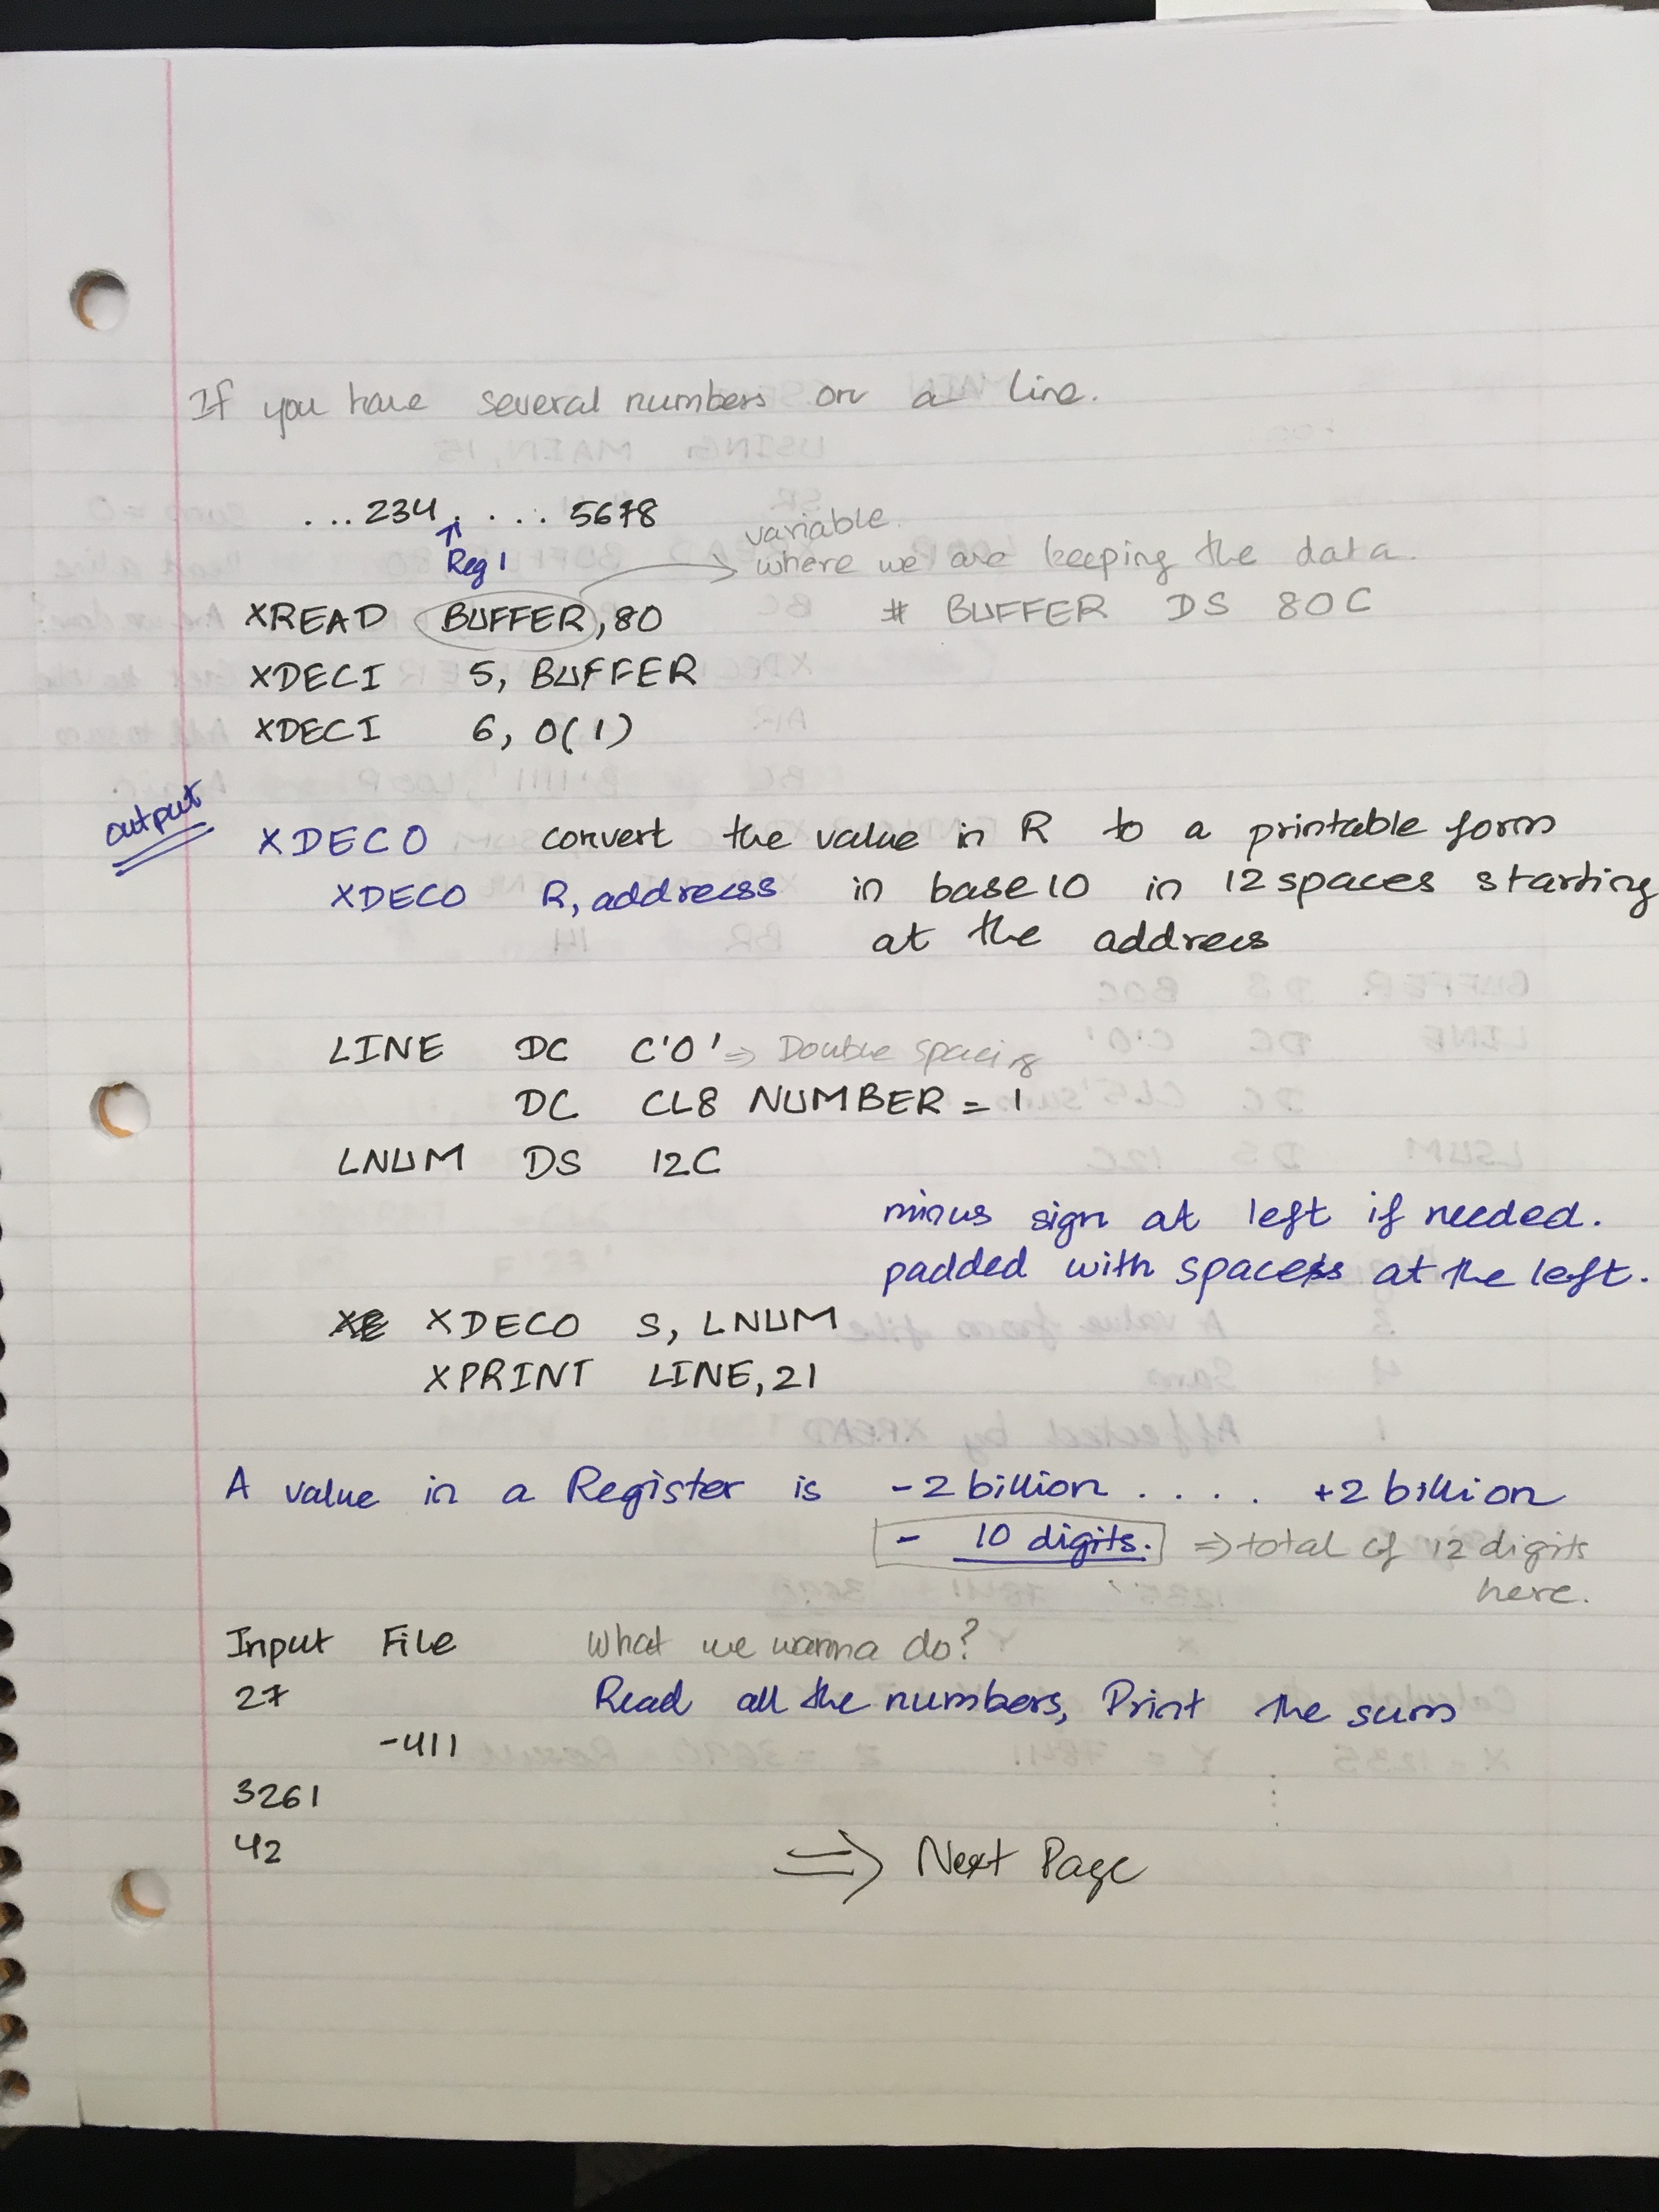 If you have several numbers on a line.
...234. ... 5678
Reg 1
variable.
where we are keeping the data.
XREAD BUFFER, 80 # BUFFER DS 80C
XDECI 5, BUFFER
XDECI 6, 0(1)
output
XDECO convert the value in R to a printable form
XDECO R, address in base 10 in 12 spaces starting
at the address
LINE DC C'0' => Double spacing
DC CL8 NUMBER = 1
LNUM DS 12C
minus sign at left if needed.
padded with spaces at the left.
XDECO 5, LNUM
XPRINT LINE, 21
A value in a Register is -2 billion .... +2 billion
- 10 digits. => total of 12 digits
here.
Input File What we wanna do?
27 Read all the numbers, Print the sum
-411
3261
42
=> Next Page